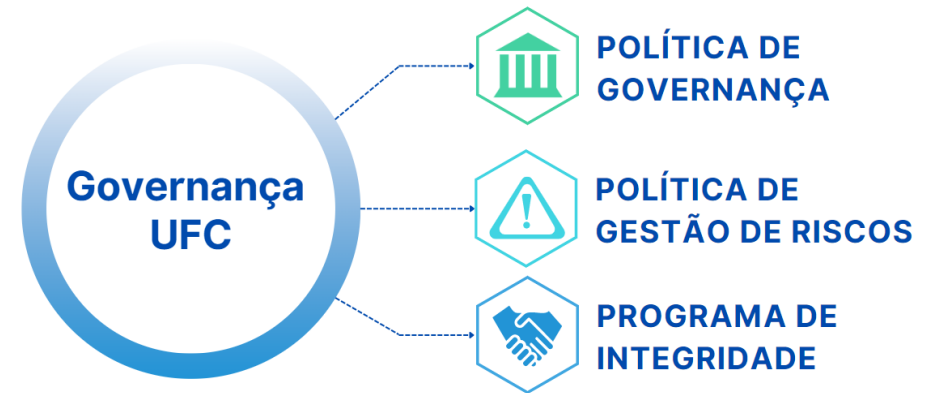 Governança
UFC
POLÍTICA DE
GOVERNANÇA
POLÍTICA DE
GESTÃO DE RISCOS
PROGRAMA DE
INTEGRIDADE